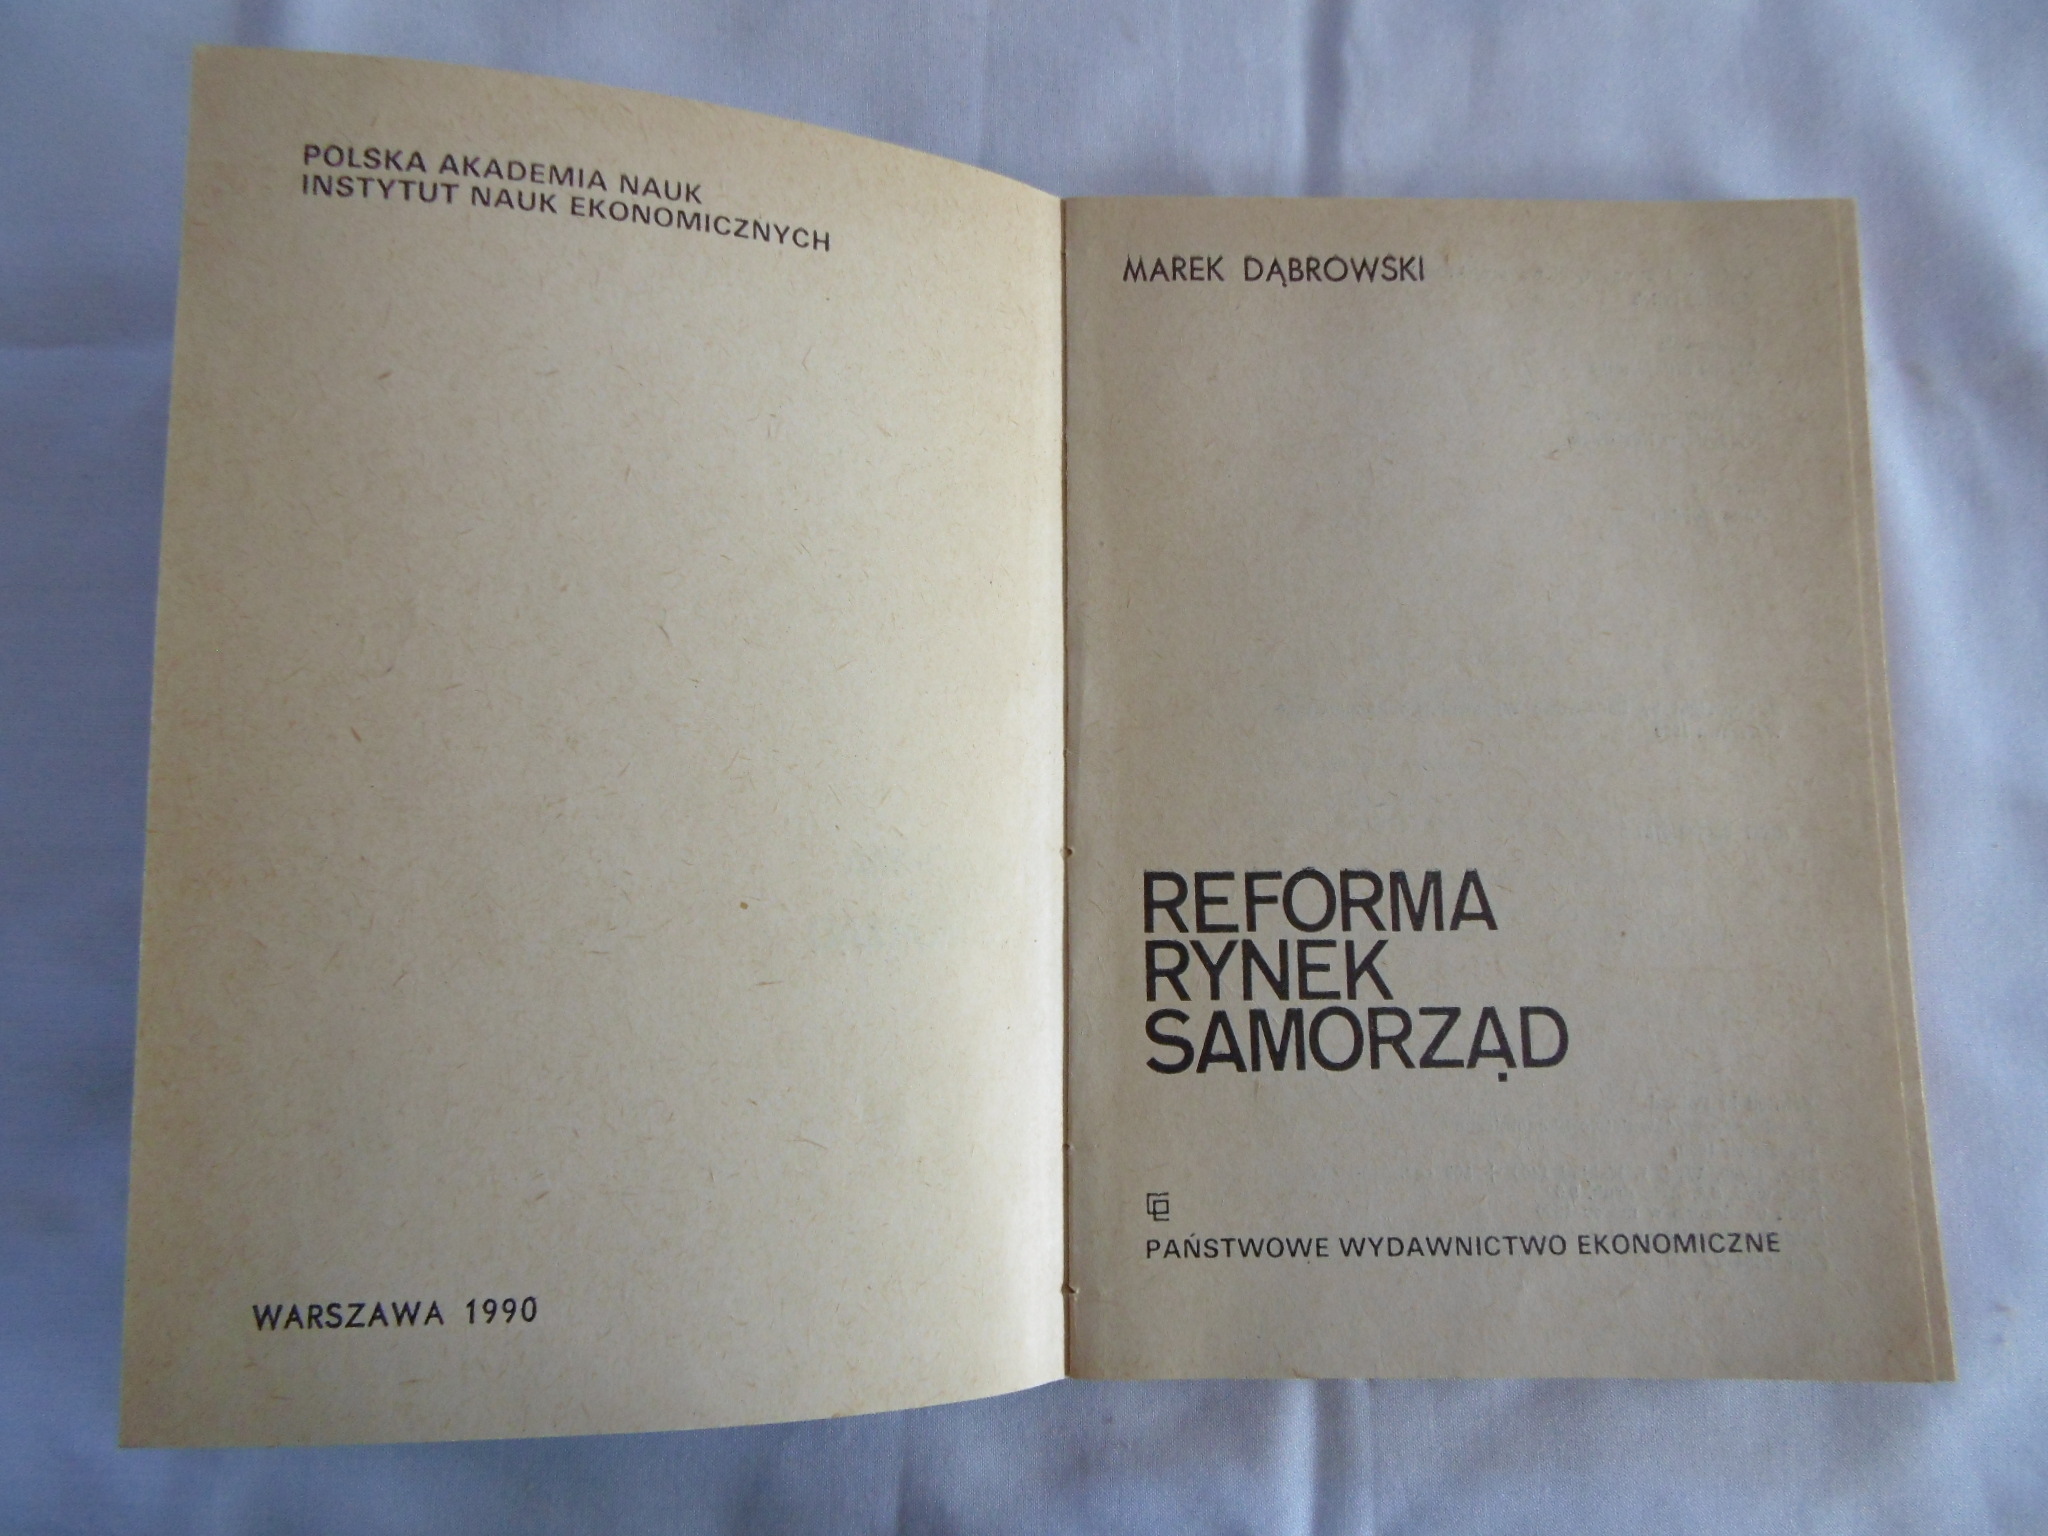 POLSKA AKADEMIA NAUK
INSTYTUT NAUK EKONOMICZNYCH
WARSZAWA 1990
MAREK DĄBROWSKI
REFORMA
RYNEK
SAMORZĄD
PAŃSTWOWE WYDAWNICTWO EKONOMICZNE